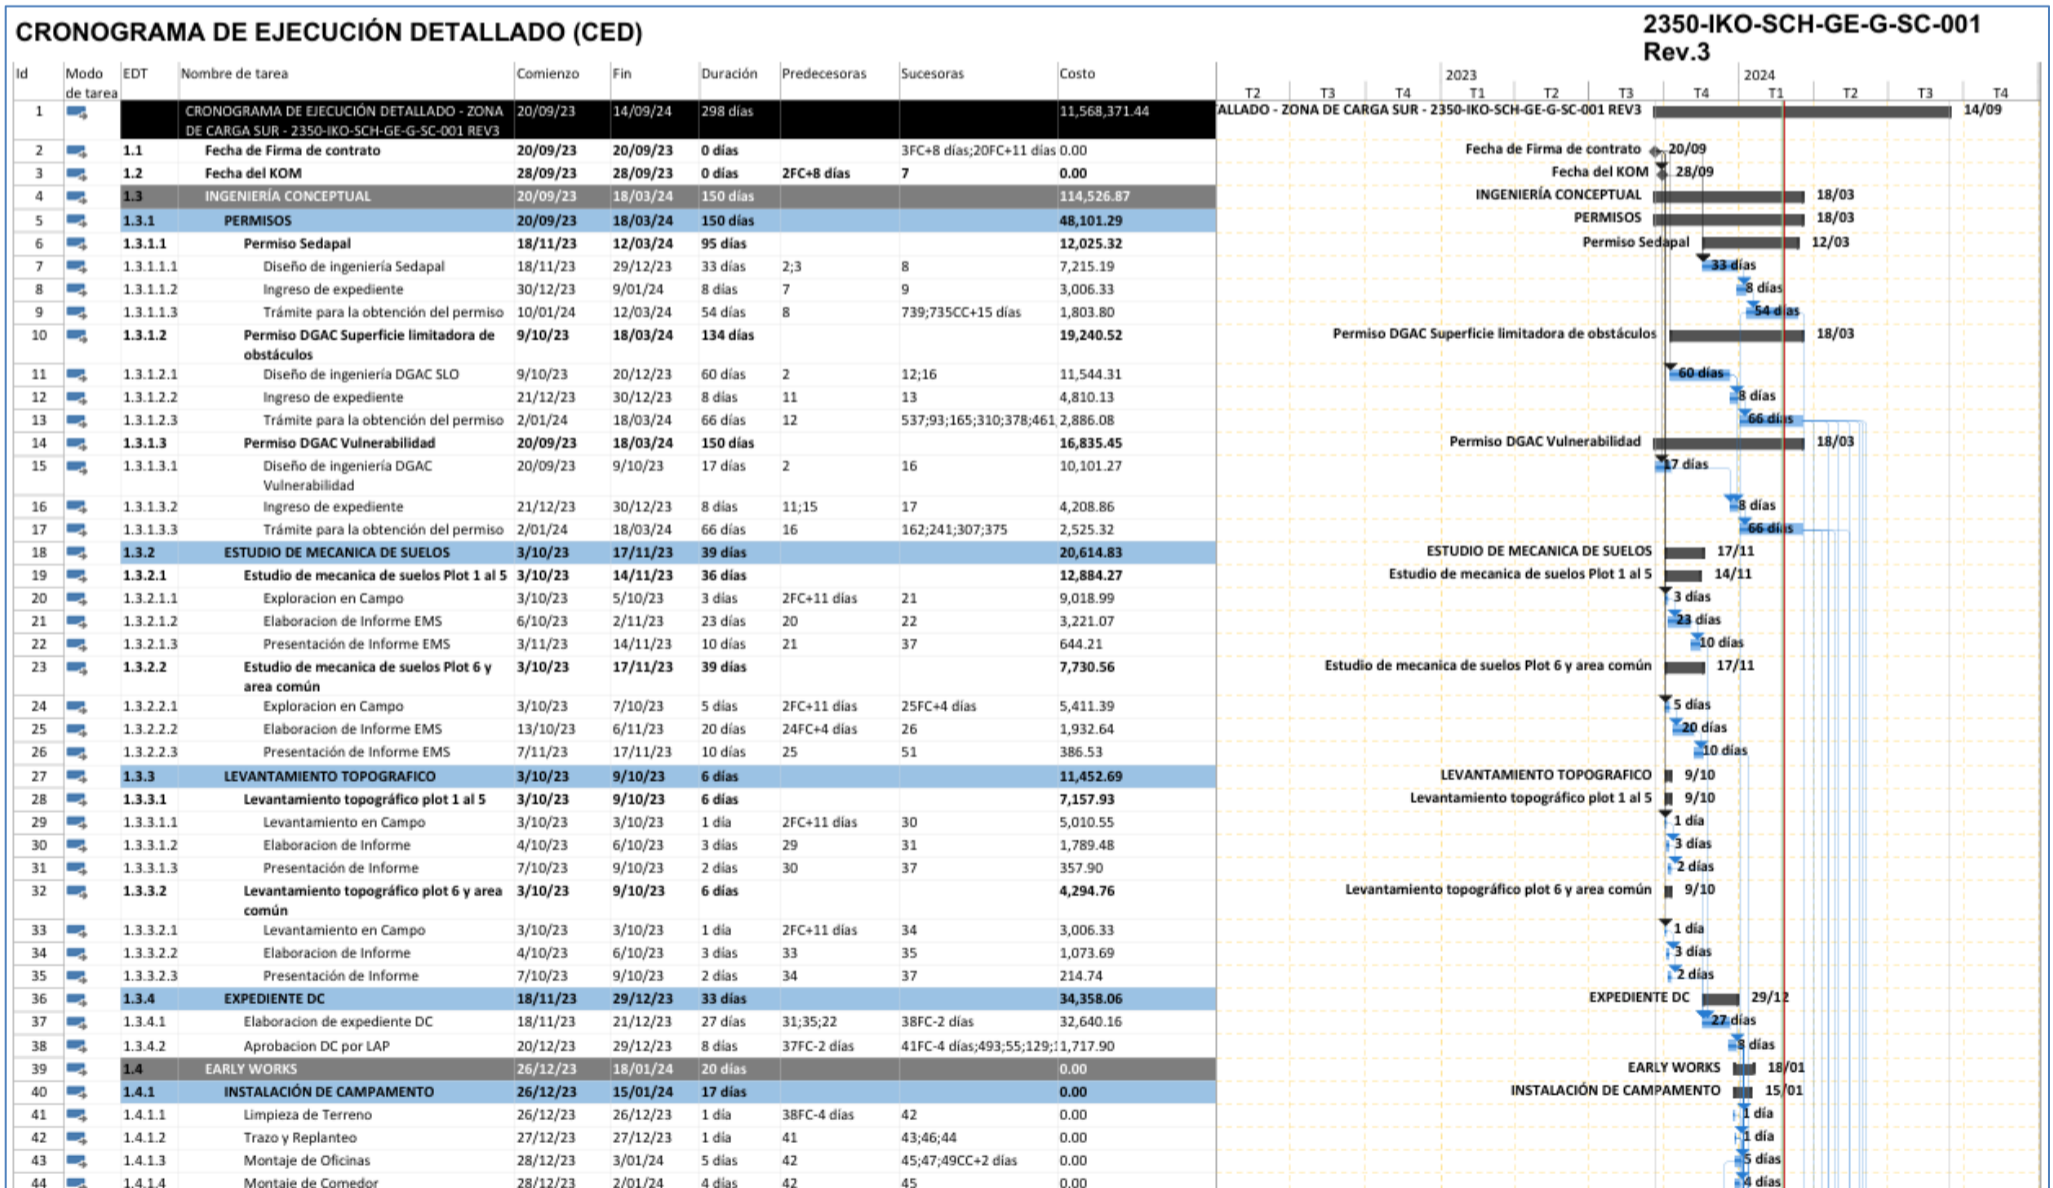 CRONOGRAMA DE EJECUCIÓN DETALLADO (CED)
2350-IKO-SCH-GE-G-SC-001
Rev.3
Id Modo de tarea EDT Nombre de tarea Comienzo Fin Duración Predecesoras Sucesoras Costo
2023 2024
T2 T3 T4 T1 T2 T3 T4 T1 T2 T3 T4
1 CRONOGRAMA DE EJECUCIÓN DETALLADO - ZONA 20/09/23 14/09/24 298 días 11,568,371.44 ALLADO - ZONA DE CARGA SUR - 2350-IKO-SCH-GE-G-SC-001 REV3 14/09
DE CARGA SUR - 2350-IKO-SCH-GE-G-SC-001 REV3
2 1.1 Fecha de Firma de contrato 20/09/23 20/09/23 0 días 3FC+8 días;20FC+11 días 0.00 Fecha de Firma de contrato 20/09
3 1.2 Fecha del KOM 28/09/23 28/09/23 0 días 2FC+8 días 7 0.00 Fecha del KOM 28/09
4 1.3 INGENIERÍA CONCEPTUAL 20/09/23 18/03/24 150 días 114,526.87 INGENIERÍA CONCEPTUAL 18/03
5 1.3.1 PERMISOS 20/09/23 18/03/24 150 días 48,101.29 PERMISOS 18/03
6 1.3.1.1 Permiso Sedapal 18/11/23 12/03/24 95 días 12,025.32 Permiso Sedapal 12/03
7 1.3.1.1.1 Diseño de ingeniería Sedapal 18/11/23 29/12/23 33 días 2;3 8 7,215.19 33 días
8 1.3.1.1.2 Ingreso de expediente 30/12/23 9/01/24 8 días 7 9 3,006.33 8 días
9 1.3.1.1.3 Trámite para la obtención del permiso 10/01/24 12/03/24 54 días 8 739;735CC+15 días 1,803.80 54 días
10 1.3.1.2 Permiso DGAC Superficie limitadora de 9/10/23 18/03/24 134 días 19,240.52 Permiso DGAC Superficie limitadora de obstáculos 18/03
obstáculos
11 1.3.1.2.1 Diseño de ingeniería DGAC SLO 9/10/23 20/12/23 60 días 2 12;16 11,544.31 60 días
12 1.3.1.2.2 Ingreso de expediente 21/12/23 30/12/23 8 días 11 13 4,810.13 8 días
13 1.3.1.2.3 Trámite para la obtención del permiso 2/01/24 18/03/24 66 días 12 537;93;165;310;378;461 2,886.08 66 días
14 1.3.1.3 Permiso DGAC Vulnerabilidad 20/09/23 18/03/24 150 días 16,835.45 Permiso DGAC Vulnerabilidad 18/03
15 1.3.1.3.1 Diseño de ingeniería DGAC 20/09/23 9/10/23 17 días 2 16 10,101.27 17 días
Vulnerabilidad
16 1.3.1.3.2 Ingreso de expediente 21/12/23 30/12/23 8 días 11;15 17 4,208.86 8 días
17 1.3.1.3.3 Trámite para la obtención del permiso 2/01/24 18/03/24 66 días 16 162;241;307;375 2,525.32 66 días
18 1.3.2 ESTUDIO DE MECANICA DE SUELOS 3/10/23 17/11/23 39 días 20,614.83 ESTUDIO DE MECANICA DE SUELOS 17/11
19 1.3.2.1 Estudio de mecanica de suelos Plot 1 al 5 3/10/23 14/11/23 36 días 12,884.27 Estudio de mecanica de suelos Plot 1 al 5 14/11
20 1.3.2.1.1 Exploracion en Campo 3/10/23 5/10/23 3 días 2FC+11 días 21 9,018.99 3 días
21 1.3.2.1.2 Elaboracion de Informe EMS 6/10/23 2/11/23 23 días 20 22 3,221.07 23 días
22 1.3.2.1.3 Presentación de Informe EMS 3/11/23 14/11/23 10 días 21 37 644.21 10 días
23 1.3.2.2 Estudio de mecanica de suelos Plot 6 y 3/10/23 17/11/23 39 días 7,730.56 Estudio de mecanica de suelos Plot 6 y area común 17/11
area común
24 1.3.2.2.1 Exploracion en Campo 3/10/23 7/10/23 5 días 2FC+11 días 25FC+4 días 5,411.39 5 días
25 1.3.2.2.2 Elaboracion de Informe EMS 13/10/23 6/11/23 20 días 24FC+4 días 26 1,932.64 20 días
26 1.3.2.2.3 Presentación de Informe EMS 7/11/23 17/11/23 10 días 25 51 386.53 10 días
27 1.3.3 LEVANTAMIENTO TOPOGRAFICO 3/10/23 9/10/23 6 días 11,452.69 LEVANTAMIENTO TOPOGRAFICO 9/10
28 1.3.3.1 Levantamiento topográfico plot 1 al 5 3/10/23 9/10/23 6 días 7,157.93 Levantamiento topográfico plot 1 al 5 9/10
29 1.3.3.1.1 Levantamiento en Campo 3/10/23 3/10/23 1 día 2FC+11 días 30 5,010.55 1 día
30 1.3.3.1.2 Elaboracion de Informe 4/10/23 6/10/23 3 días 29 31 1,789.48 3 días
31 1.3.3.1.3 Presentación de Informe 7/10/23 9/10/23 2 días 30 37 357.90 2 días
32 1.3.3.2 Levantamiento topográfico plot 6 y area 3/10/23 9/10/23 6 días 4,294.76 Levantamiento topográfico plot 6 y area común 9/10
común
33 1.3.3.2.1 Levantamiento en Campo 3/10/23 3/10/23 1 día 2FC+11 días 34 3,006.33 1 día
34 1.3.3.2.2 Elaboracion de Informe 4/10/23 6/10/23 3 días 33 35 1,073.69 3 días
35 1.3.3.2.3 Presentación de Informe 7/10/23 9/10/23 2 días 34 37 214.74 2 días
36 1.3.4 EXPEDIENTE DC 18/11/23 29/12/23 33 días 34,358.06 EXPEDIENTE DC 29/12
37 1.3.4.1 Elaboracion de expediente DC 18/11/23 21/12/23 27 días 31;35;22 38FC-2 días 32,640.16 27 días
38 1.3.4.2 Aprobacion DC por LAP 20/12/23 29/12/23 8 días 37FC-2 días 41FC-4 días;493;55;129; 1,717.90 8 días
39 1.4 EARLY WORKS 26/12/23 18/01/24 20 días 0.00 EARLY WORKS 18/01
40 1.4.1 INSTALACIÓN DE CAMPAMENTO 26/12/23 15/01/24 17 días 0.00 INSTALACIÓN DE CAMPAMENTO 15/01
41 1.4.1.1 Limpieza de Terreno 26/12/23 26/12/23 1 día 38FC-4 días 42 0.00 1 día
42 1.4.1.2 Trazo y Replanteo 27/12/23 27/12/23 1 día 41 43;46;44 0.00 1 día
43 1.4.1.3 Montaje de Oficinas 28/12/23 3/01/24 5 días 42 45;47;49CC+2 días 0.00 5 días
44 1.4.1.4 Montaje de Comedor 28/12/23 2/01/24 4 días 42 45 0.00 4 días